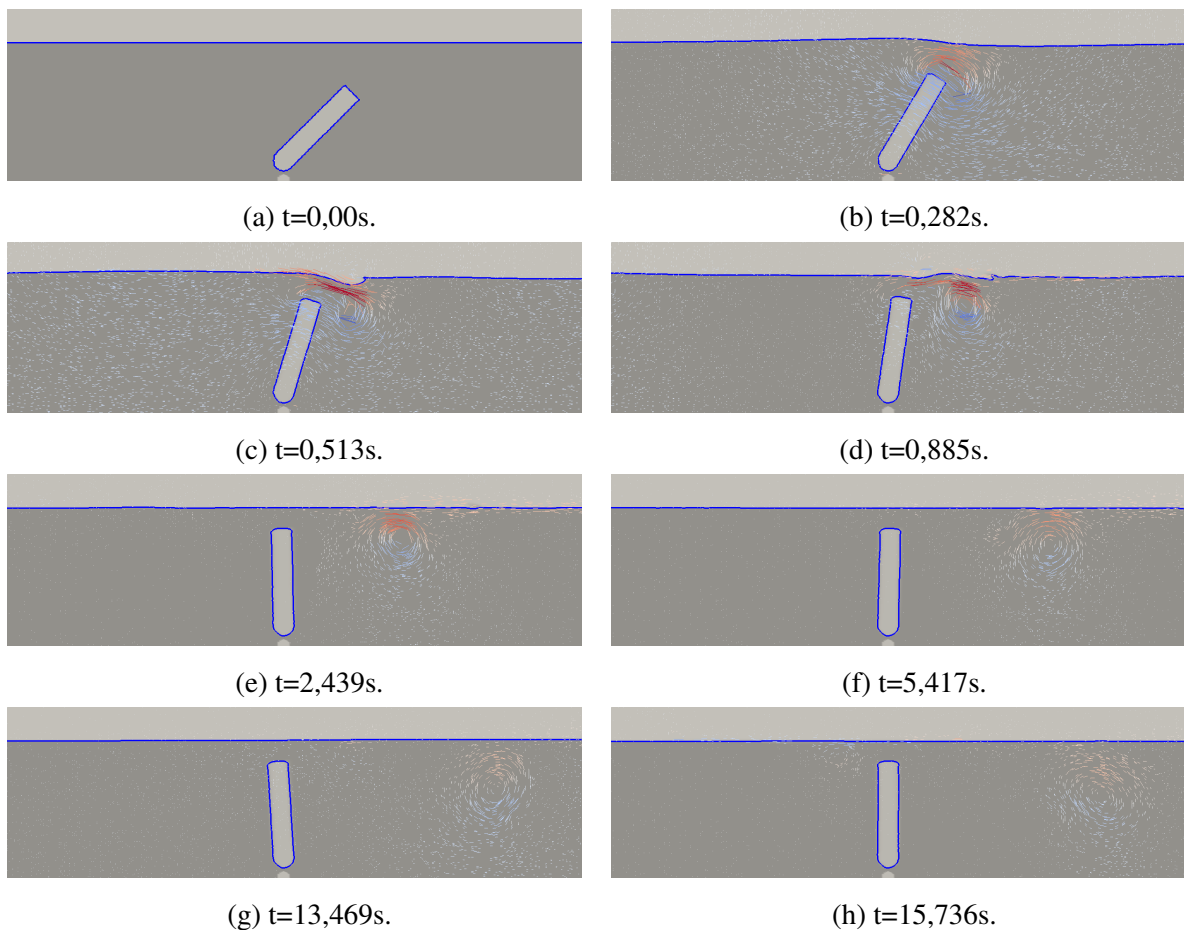 (a) t=0,00s.
(b) t=0,282s.
(c) t=0,513s.
(d) t=0,885s.
(e) t=2,439s.
(f) t=5,417s.
(g) t=13,469s.
(h) t=15,736s.